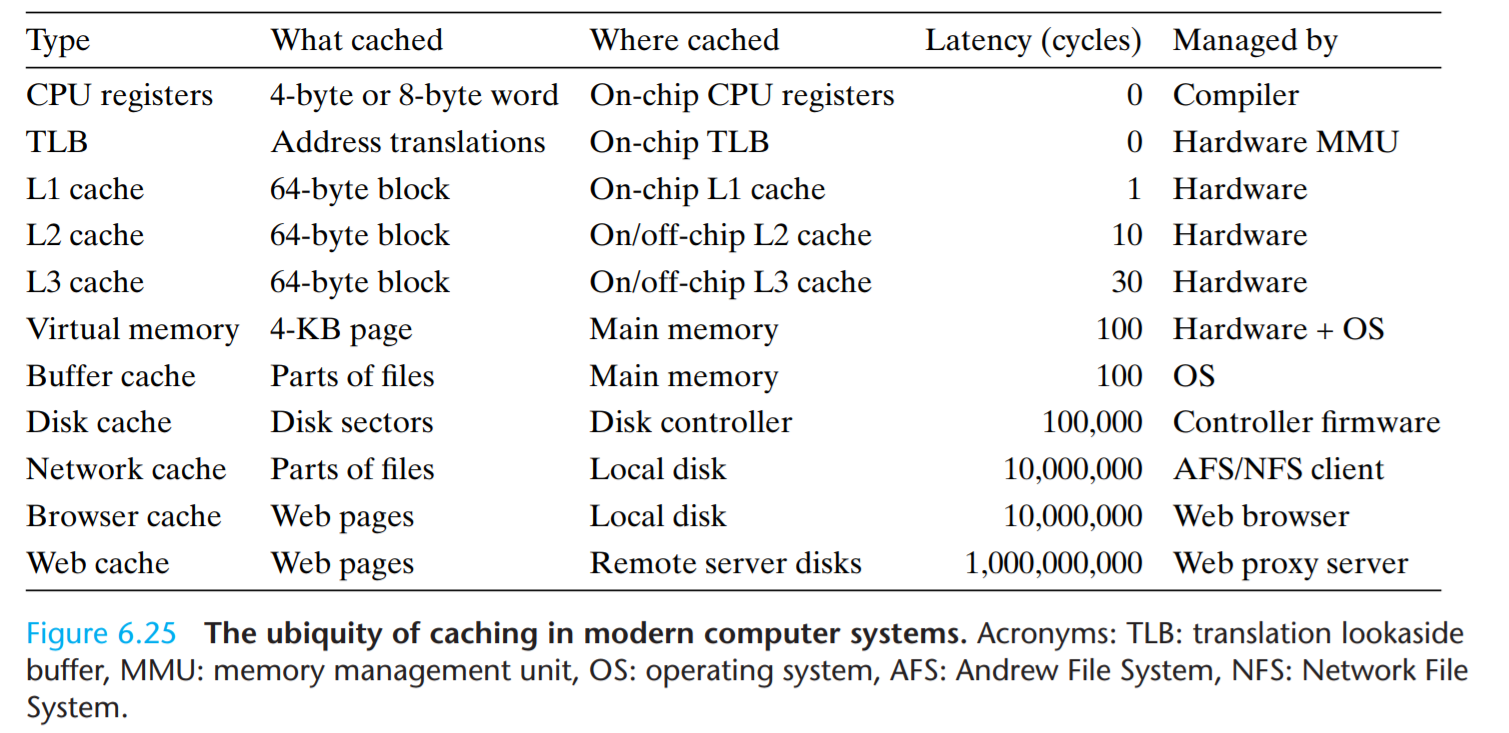 Type What cached Where cached Latency (cycles) Managed by
CPU registers 4-byte or 8-byte word On-chip CPU registers 0 Compiler
TLB Address translations On-chip TLB 0 Hardware MMU
L1 cache 64-byte block On-chip L1 cache 1 Hardware
L2 cache 64-byte block On/off-chip L2 cache 10 Hardware
L3 cache 64-byte block On/off-chip L3 cache 30 Hardware
Virtual memory 4-KB page Main memory 100 Hardware + OS
Buffer cache Parts of files Main memory 100 OS
Disk cache Disk sectors Disk controller 100,000 Controller firmware
Network cache Parts of files Local disk 10,000,000 AFS/NFS client
Browser cache Web pages Local disk 10,000,000 Web browser
Web cache Web pages Remote server disks 1,000,000,000 Web proxy server
Figure 6.25 The ubiquity of caching in modern computer systems. Acronyms: TLB: translation lookaside
buffer, MMU: memory management unit, OS: operating system, AFS: Andrew File System, NFS: Network File
System.